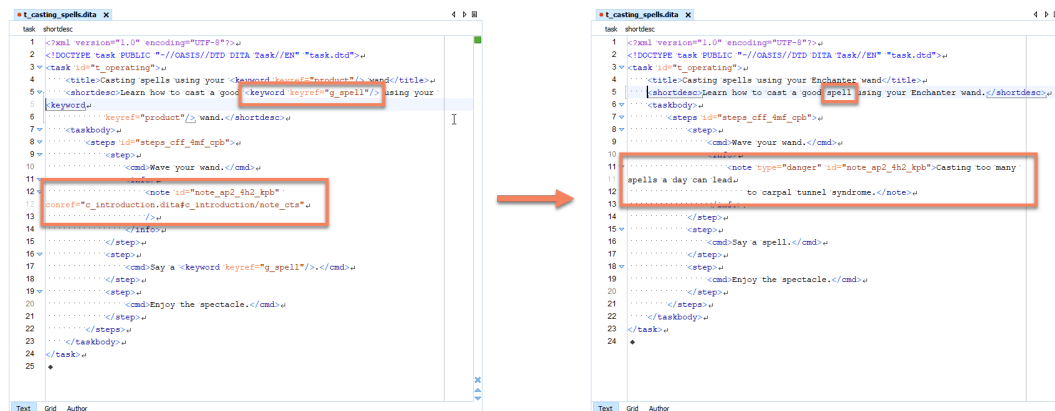 t_casting_spells.dita
task shortdesc
1 <?xml version="1.0" encoding="UTF-8"?>
2 <!DOCTYPE task PUBLIC "-//OASIS//DTD DITA Task//EN" "task.dtd">
3 <task id="t_operating">
4 <title>Casting spells using your <keyword keyref="product"/> wand</title>
5 <shortdesc>Learn how to cast a good <keyword keyref="g_spell"/> using your
5 <keyword
6 keyref="product"/> wand.</shortdesc>
7 <taskbody>
8 <steps id="steps_cff_4mf_cpb">
9 <step>
10 <cmd>Wave your wand.</cmd>
11 <info>
12 <note id="note_ap2_4h2_kpb"
12 conref="c_introduction.dita#c_introduction/note_cts"
13 />
14 </info>
15 </step>
16 <step>
17 <cmd>Say a <keyword keyref="g_spell"/>.</cmd>
18 </step>
19 <step>
20 <cmd>Enjoy the spectacle.</cmd>
21 </step>
22 </steps>
23 </taskbody>
24 </task>
25
Text Grid Author
t_casting_spells.dita
task shortdesc
1 <?xml version="1.0" encoding="UTF-8"?>
2 <!DOCTYPE task PUBLIC "-//OASIS//DTD DITA Task//EN" "task.dtd">
3 <task id="t_operating">
4 <title>Casting spells using your Enchanter wand</title>
5 <shortdesc>Learn how to cast a good spell using your Enchanter wand.</shortdesc>
6 <taskbody>
7 <steps id="steps_cff_4mf_cpb">
8 <step>
9 <cmd>Wave your wand.</cmd>
10 <info>
11 <note type="danger" id="note_ap2_4h2_kpb">Casting too many
spells a day can lead
12 to carpal tunnel syndrome.</note>
13 </info>
14 </step>
15 <step>
16 <cmd>Say a spell.</cmd>
17 </step>
18 <step>
19 <cmd>Enjoy the spectacle.</cmd>
20 </step>
21 </steps>
22 </taskbody>
23 </task>
24
Text Grid Author